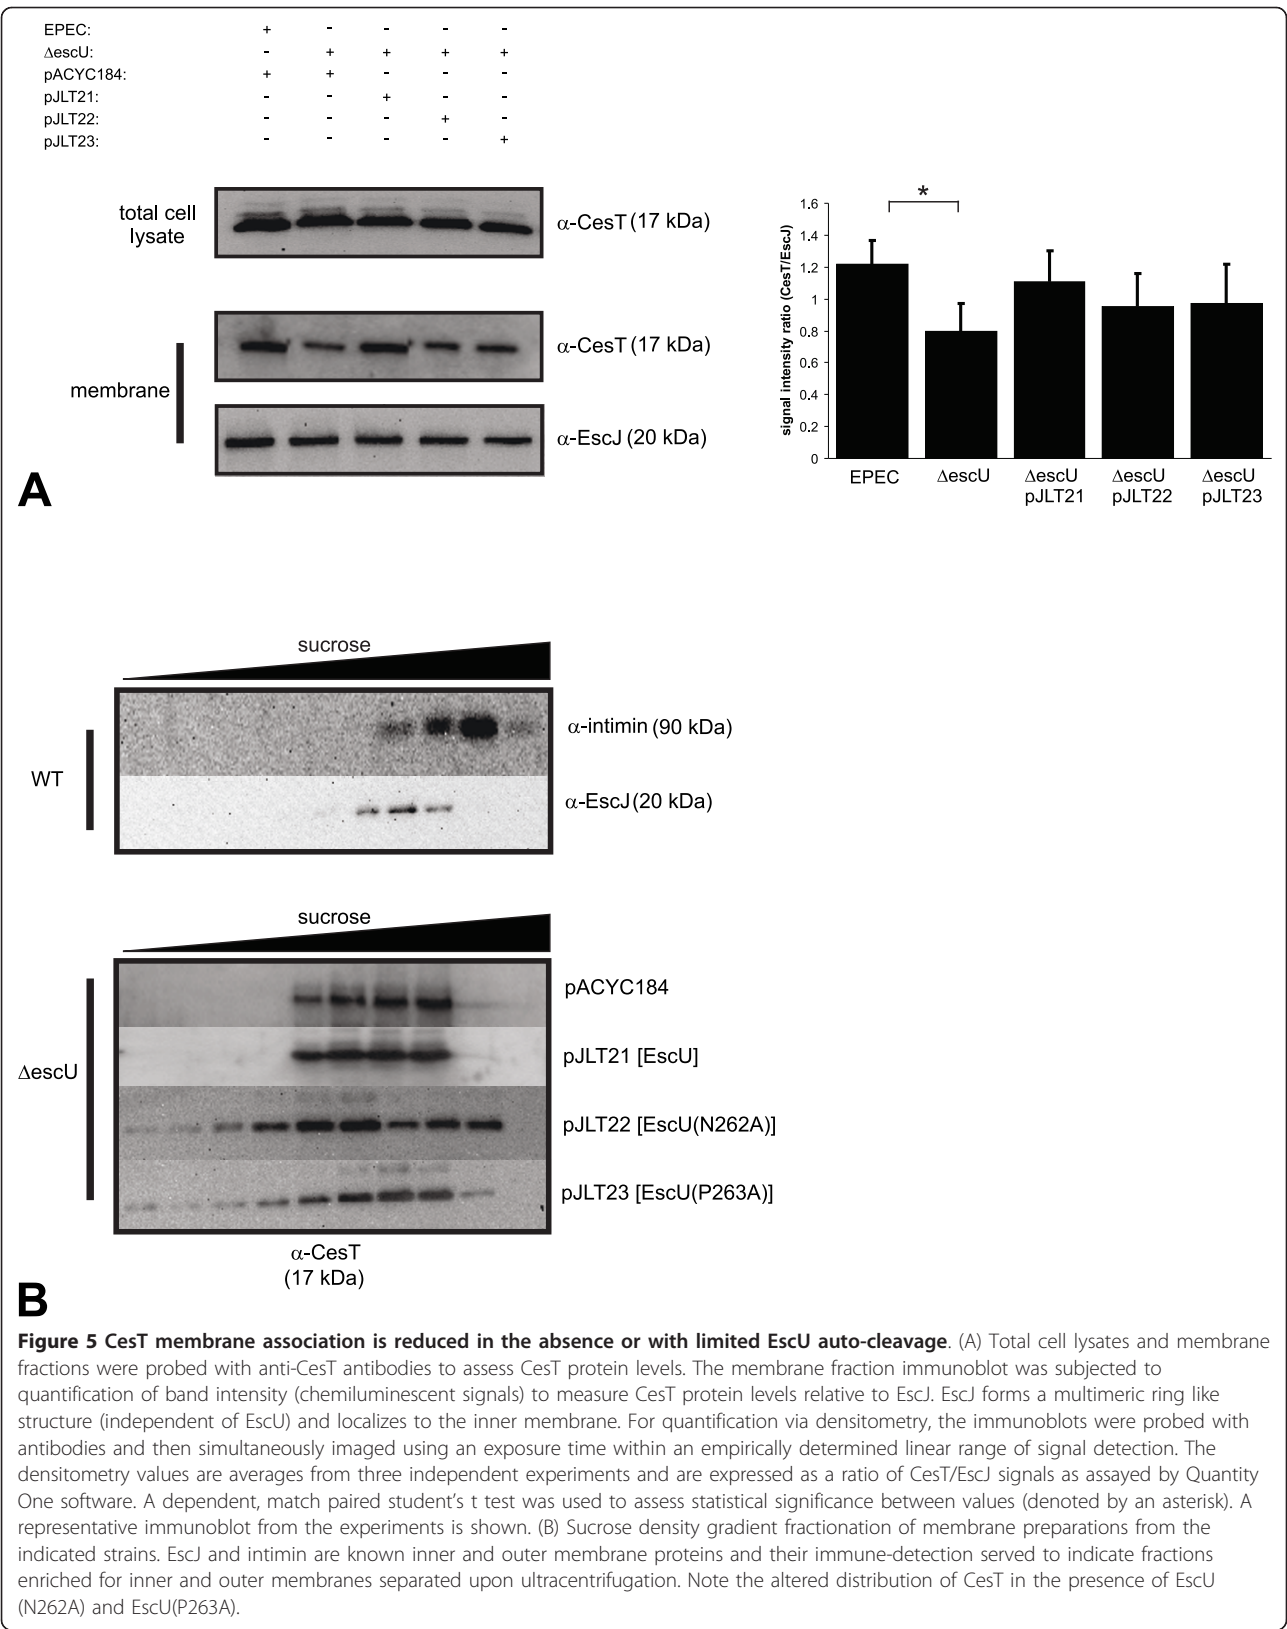 EPEC: + - - - -
ΔescU: - + + + +
pACYC184: + + - - -
pJLT21: - - + - -
pJLT22: - - - + -
pJLT23: - - - - +
total cell
lysate
α-CesT (17 kDa)
membrane
α-CesT (17 kDa)
α-EscJ (20 kDa)
A
signal intensity ratio (CesT/EscJ)
1.6
1.4
1.2
1
0.8
0.6
0.4
0.2
0
*
EPEC
ΔescU
ΔescU
pJLT21
ΔescU
pJLT22
ΔescU
pJLT23
sucrose
WT
α-intimin (90 kDa)
α-EscJ (20 kDa)
sucrose
ΔescU
pACYC184
pJLT21 [EscU]
pJLT22 [EscU(N262A)]
pJLT23 [EscU(P263A)]
α-CesT
(17 kDa)
B
Figure 5 CesT membrane association is reduced in the absence or with limited EscU auto-cleavage. (A) Total cell lysates and membrane
fractions were probed with anti-CesT antibodies to assess CesT protein levels. The membrane fraction immunoblot was subjected to
quantification of band intensity (chemiluminescent signals) to measure CesT protein levels relative to EscJ. EscJ forms a multimeric ring like
structure (independent of EscU) and localizes to the inner membrane. For quantification via densitometry, the immunoblots were probed with
antibodies and then simultaneously imaged using an exposure time within an empirically determined linear range of signal detection. The
densitometry values are averages from three independent experiments and are expressed as a ratio of CesT/EscJ signals as assayed by Quantity
One software. A dependent, match paired student's t test was used to assess statistical significance between values (denoted by an asterisk). A
representative immunoblot from the experiments is shown. (B) Sucrose density gradient fractionation of membrane preparations from the
indicated strains. EscJ and intimin are known inner and outer membrane proteins and their immune-detection served to indicate fractions
enriched for inner and outer membranes separated upon ultracentrifugation. Note the altered distribution of CesT in the presence of EscU
(N262A) and EscU(P263A).